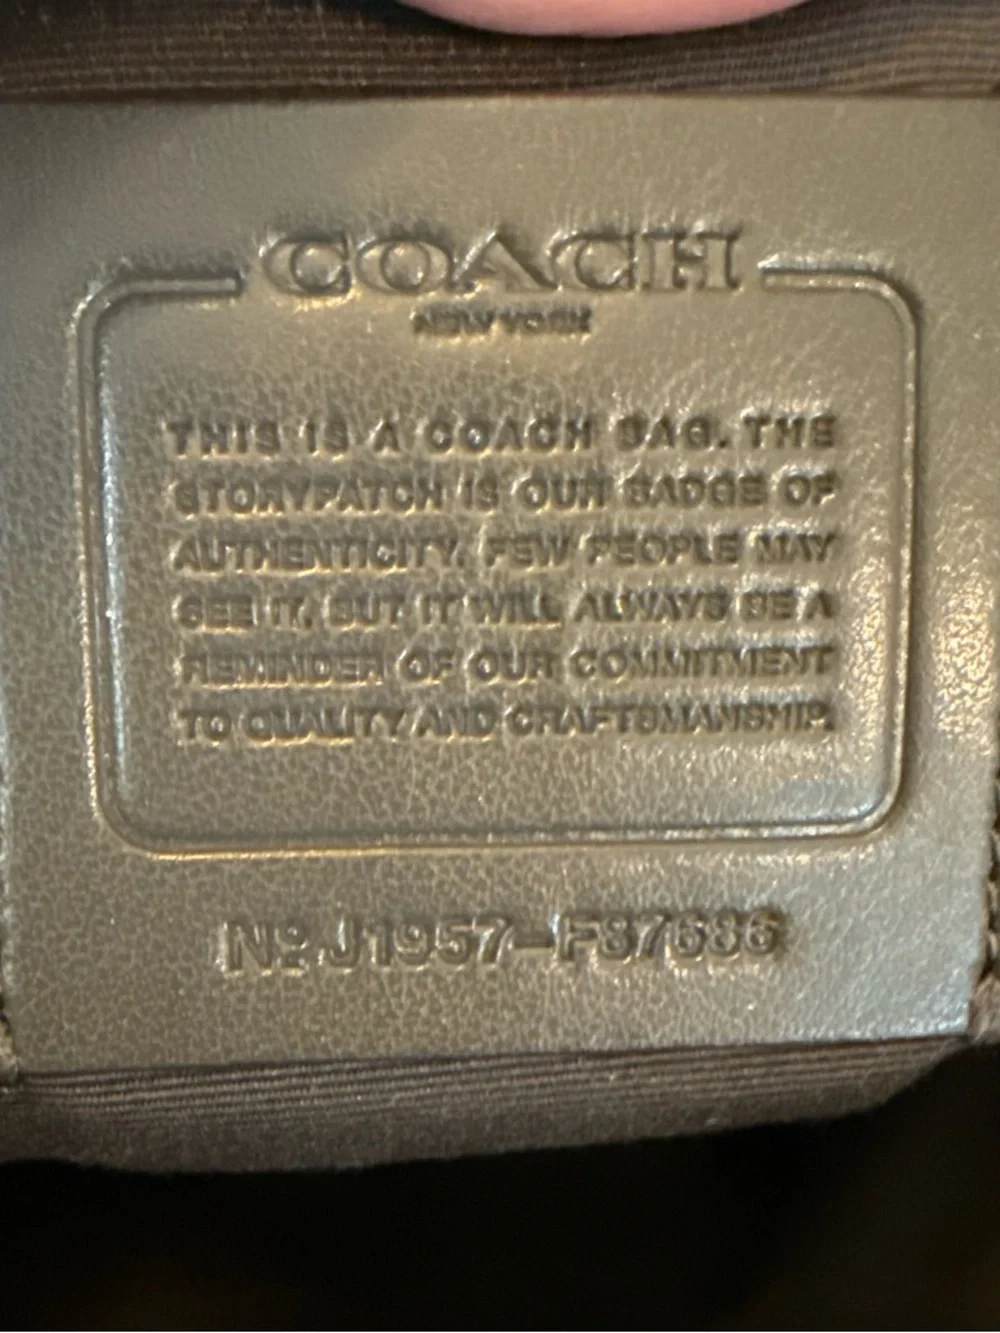 COACH
NEW YORK
THIS IS A COACH BAG. THE
STORYPATCH IS OUR BADGE OF
AUTHENTICITY. FEW PEOPLE MAY
SEE IT, BUT IT WILL ALWAYS BE A
REMINDER OF OUR COMMITMENT
TO QUALITY AND CRAFTSMANSHIP.
Nº J1957-F87686